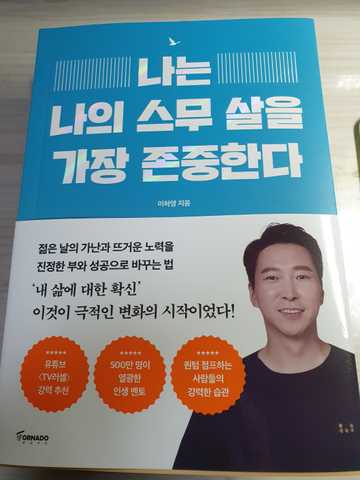 나는
나의 스무 살을
가장 존중한다
이하영 지음
젊은 날의 가난과 뜨거운 노력을
진정한 부와 성공으로 바꾸는 법
‘내 삶에 대한 확신’
이것이 극적인 변화의 시작이었다!
★★★★★
유튜브
〈TV러셀〉
강력 추천
★★★★★
500만 명이
열광한
인생 멘토
★★★★★
퀀텀 점프하는
사람들의
강력한 습관
TORNADO